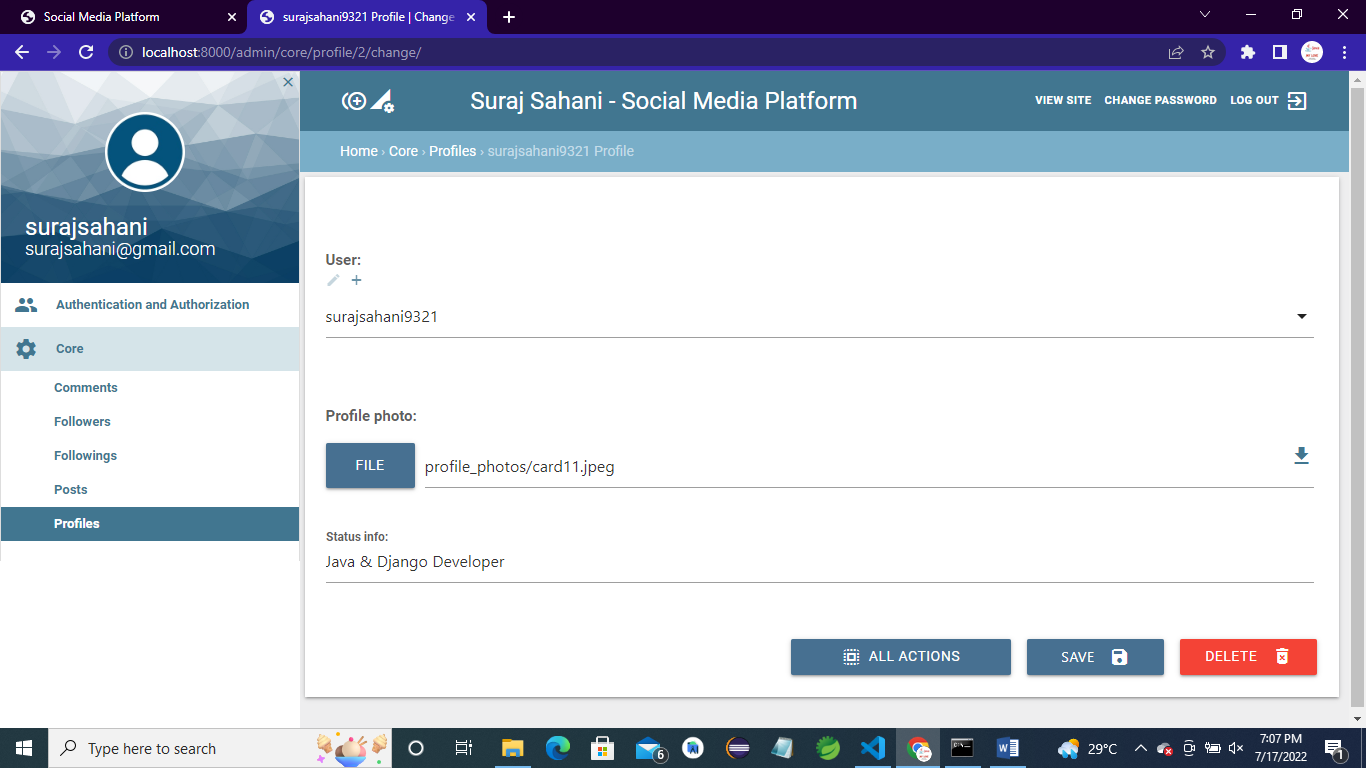 Social Media Platform
surajsahani9321 Profile | Change
localhost:8000/admin/core/profile/2/change/
Suraj Sahani - Social Media Platform
VIEW SITE CHANGE PASSWORD LOG OUT
Home › Core › Profiles › surajsahani9321 Profile
surajsahani
surajsahani@gmail.com
Authentication and Authorization
Core
Comments
Followers
Followings
Posts
Profiles
User:
surajsahani9321
Profile photo:
FILE
profile_photos/card11.jpeg
Status info:
Java & Django Developer
ALL ACTIONS
SAVE
DELETE
Type here to search
6
29°C
7:07 PM
7/17/2022
1